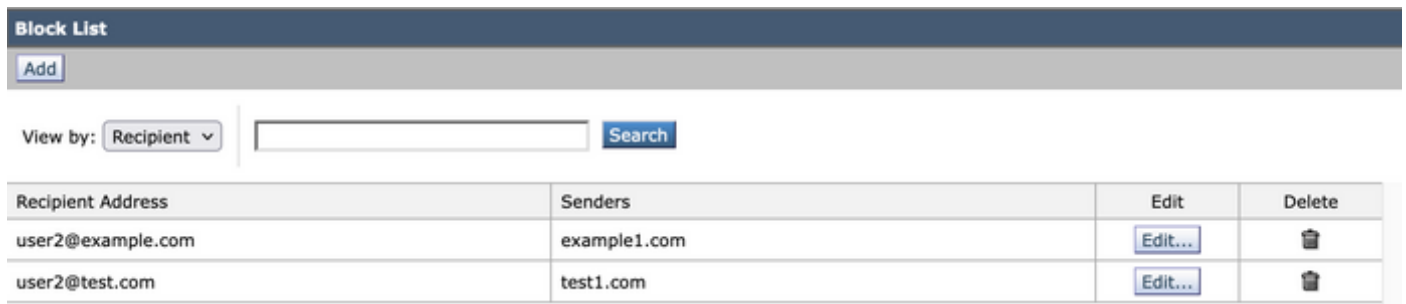 Block List
Add
View by: Recipient Search
Recipient Address Senders Edit Delete
user2@example.com example1.com Edit...
user2@test.com test1.com Edit...